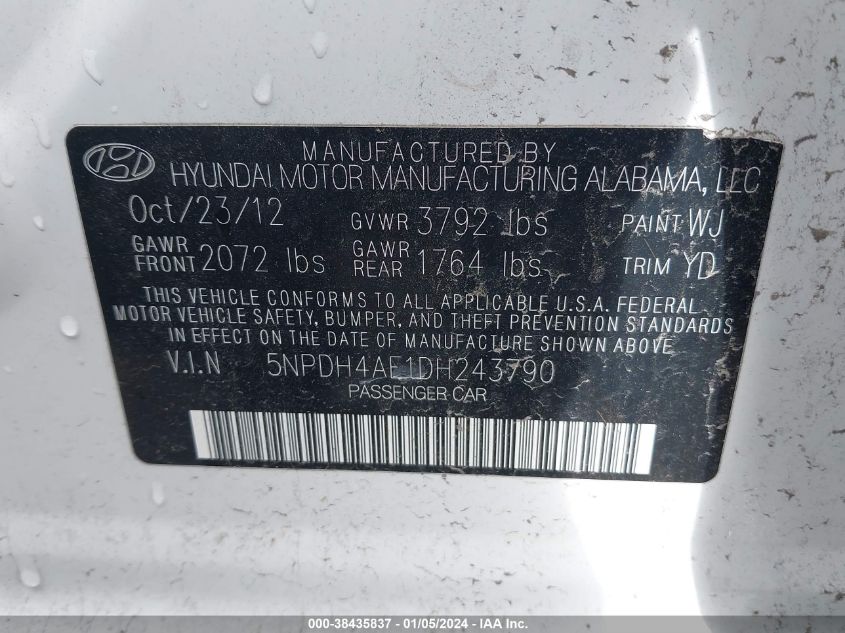 MANUFACTURED BY
HYUNDAI MOTOR MANUFACTURING ALABAMA, LLC
Oct/23/12 GVWR 3792 lbs PAINT WJ
GAWR FRONT 2072 lbs GAWR REAR 1764 lbs TRIM YD
THIS VEHICLE CONFORMS TO ALL APPLICABLE U.S.A. FEDERAL
MOTOR VEHICLE SAFETY, BUMPER, AND THEFT PREVENTION STANDARDS
IN EFFECT ON THE DATE OF MANUFACTURE SHOWN ABOVE
V.I.N 5NPDH4AE1DH243790
PASSENGER CAR
000-38435837 - 01/05/2024 - IAA Inc.